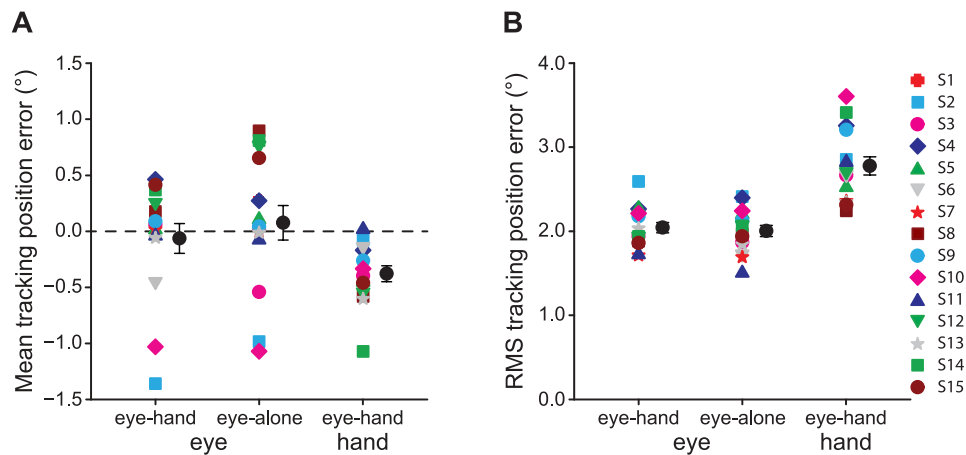 A
Mean tracking position error (°)
1.5
1.0
0.5
0.0
−0.5
−1.0
−1.5
eye-hand eye-alone eye-hand
eye hand
B
RMS tracking position error (°)
4.0
3.0
2.0
1.0
0.0
eye-hand eye-alone eye-hand
eye hand
S1
S2
S3
S4
S5
S6
S7
S8
S9
S10
S11
S12
S13
S14
S15